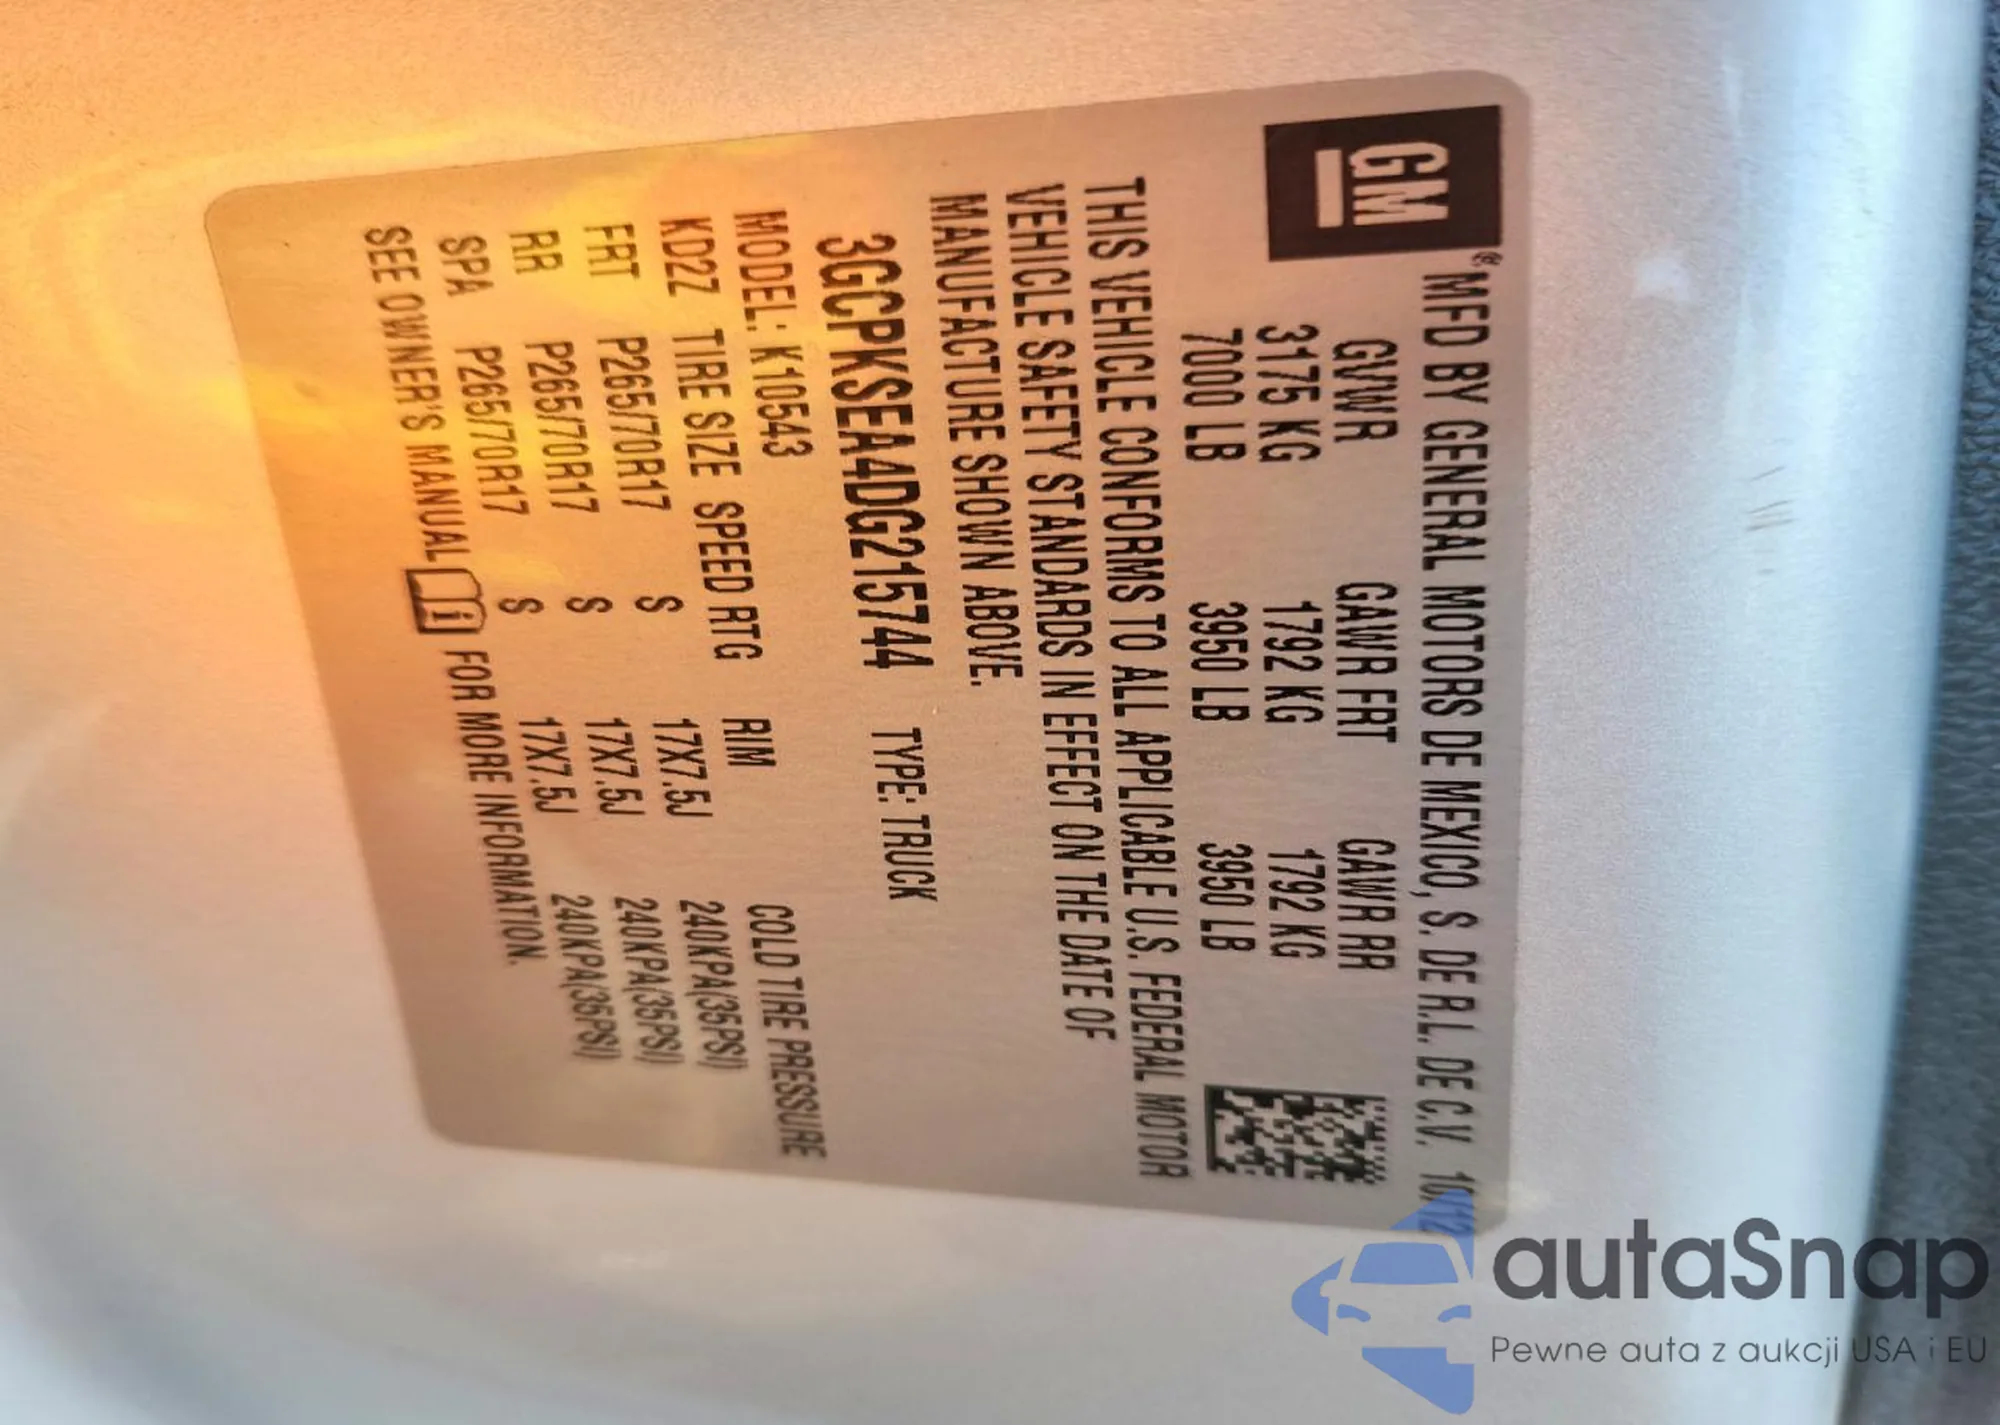 GM
® MFD BY GENERAL MOTORS DE MEXICO, S. DE R.L. DE C.V. 10/12
GVWR GAWR FRT GAWR RR
3175 KG 1792 KG 1792 KG
7000 LB 3950 LB 3950 LB
THIS VEHICLE CONFORMS TO ALL APPLICABLE U.S. FEDERAL MOTOR
VEHICLE SAFETY STANDARDS IN EFFECT ON THE DATE OF
MANUFACTURE SHOWN ABOVE.
3GCPKSEA4DG215744 TYPE: TRUCK
MODEL: K10543
KD2Z TIRE SIZE SPEED RTG RIM COLD TIRE PRESSURE
FRT P265/70R17 S 17X7.5J 240KPA(35PSI)
RR P265/70R17 S 17X7.5J 240KPA(35PSI)
SPA P265/70R17 S 17X7.5J 240KPA(35PSI)
SEE OWNER'S MANUAL i FOR MORE INFORMATION.
autaSnap
Pewne auta z aukcji USA i EU